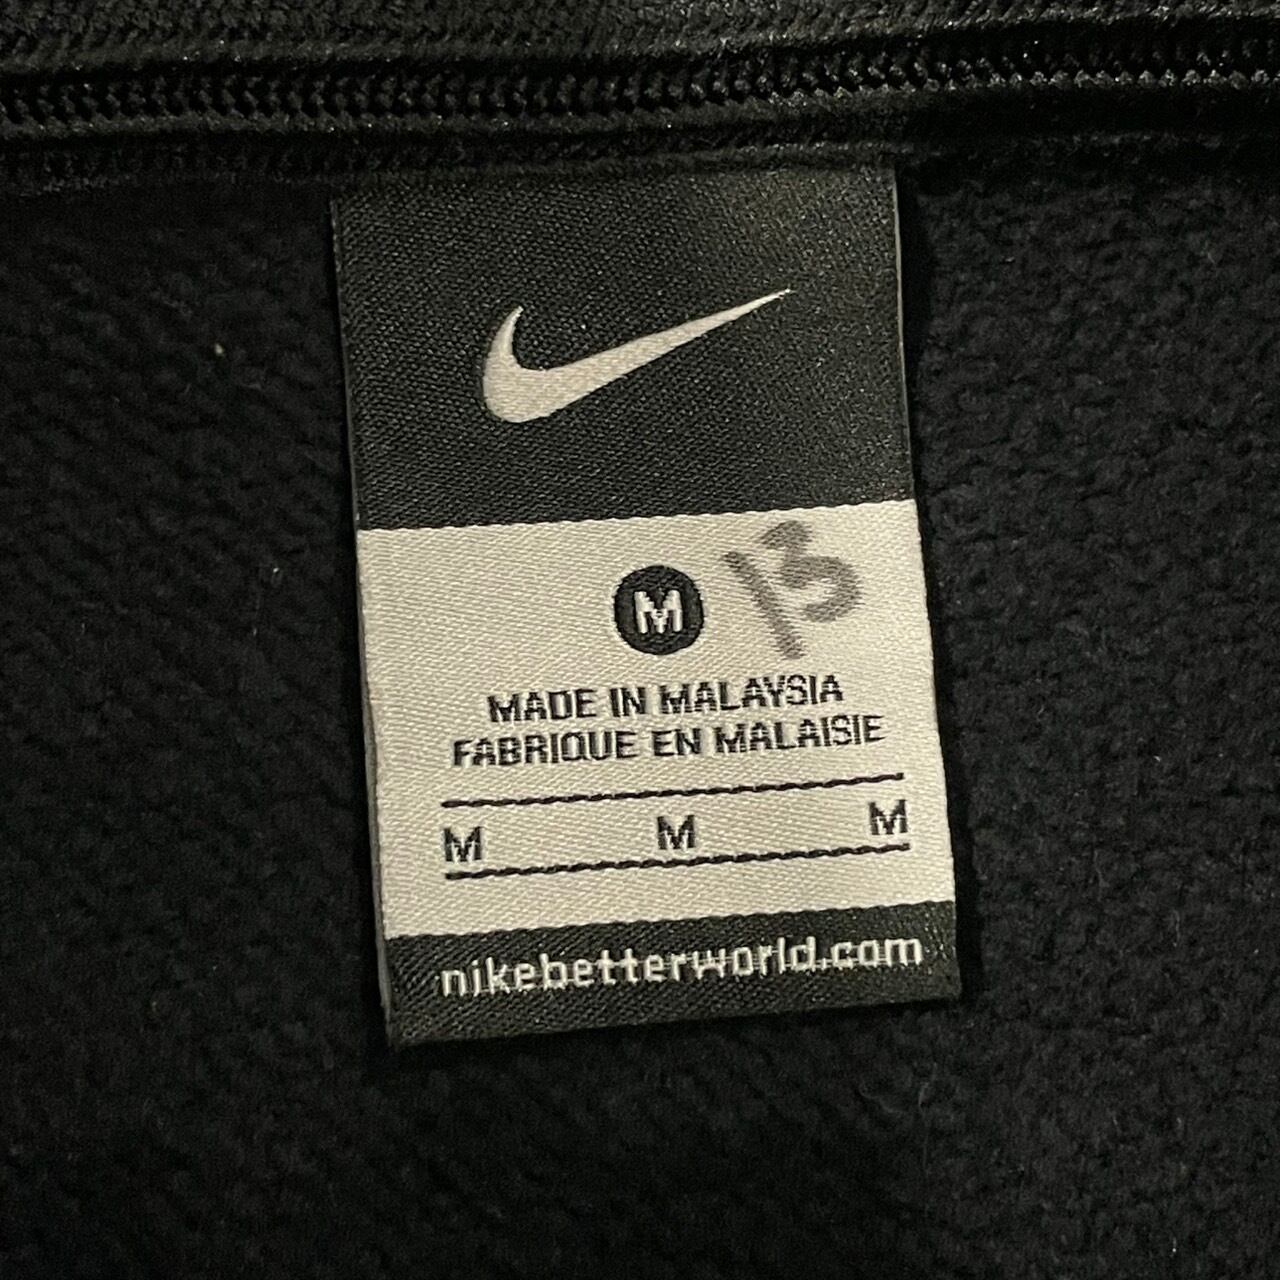 M 13
MADE IN MALAYSIA
FABRIQUE EN MALAISIE
M M M
nikebetterworld.com